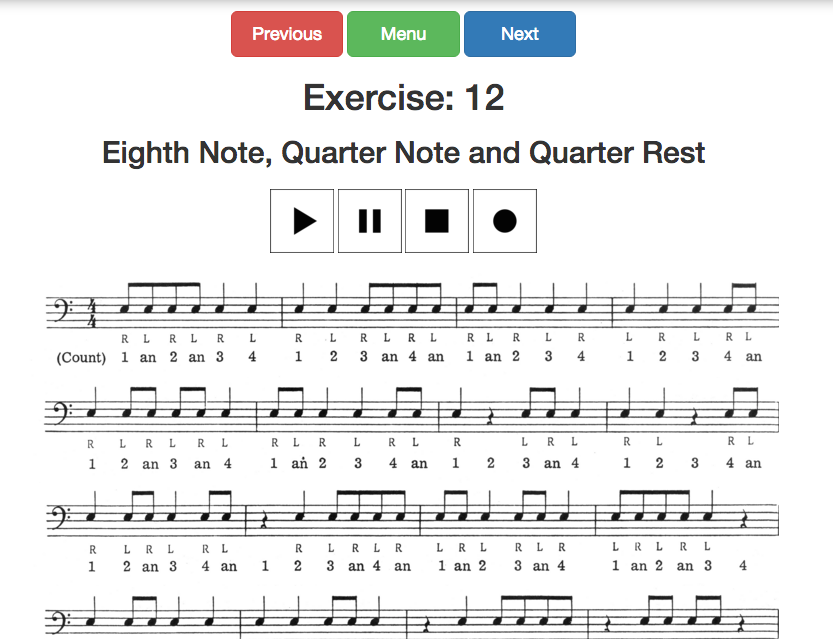 Previous Menu Next
Exercise: 12
Eighth Note, Quarter Note and Quarter Rest
4
4
R L R L R L R L R L R L R L R L R L R L R L
(Count) 1 an 2 an 3 4 1 2 3 an 4 an 1 an 2 3 4 1 2 3 4 an
R L R L R L R L R L R L R L R L R L R L
1 2 an 3 an 4 1 an 2 3 4 an 1 2 3 an 4 1 2 3 4 an
R L R L R L R L R L R L R L R L R L R L R L
1 2 an 3 4 an 1 2 3 an 4 an 1 an 2 3 an 4 1 an 2 an 3 4